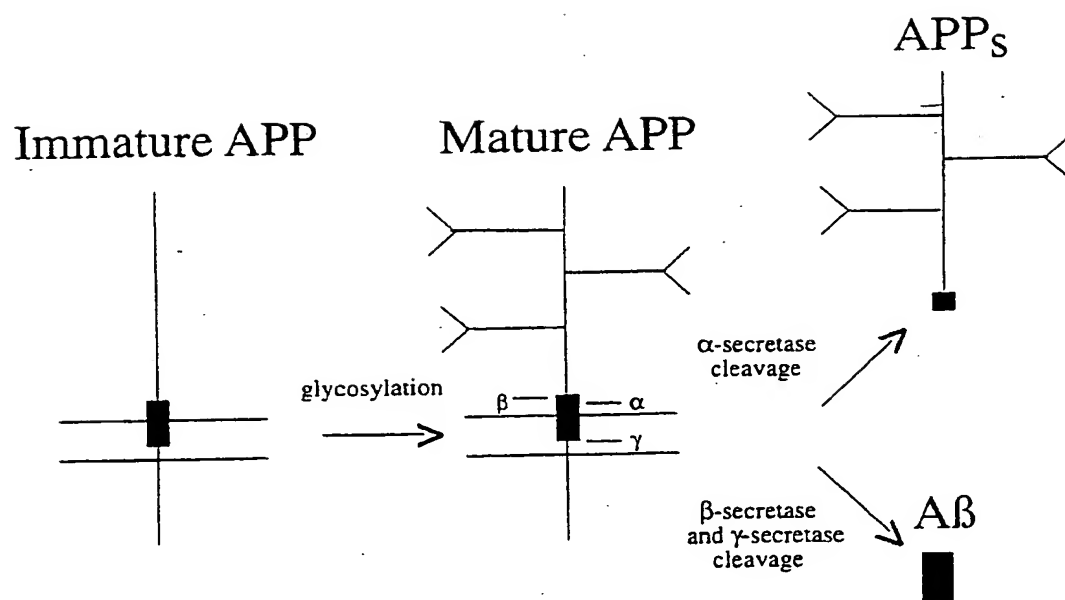 APPS
Immature APP
Mature APP
α-secretase
cleavage
glycosylation
β
α
γ
β-secretase
and γ-secretase
cleavage
Aß